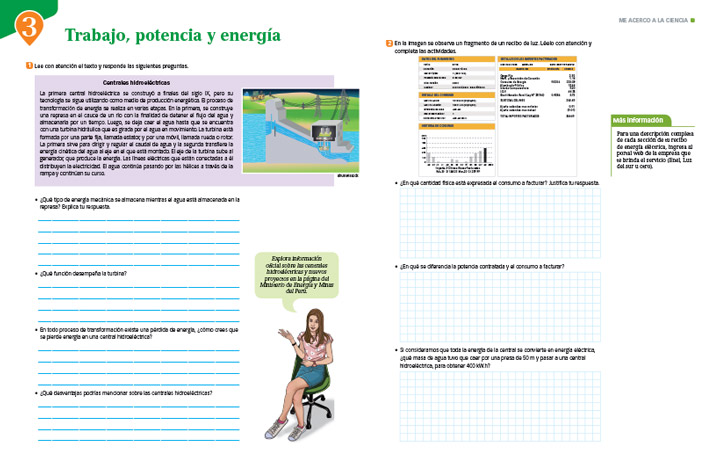 3
Trabajo, potencia y energía
1 Lee con atención el texto y responde las siguientes preguntas.
Centrales hidroeléctricas
La primera central hidroeléctrica se construyó a finales del siglo IX, pero su
tecnología se sigue utilizando como medio de producción energética. El proceso de
transformación de energía se realiza en varias etapas. En la primera, se construye
una represa en el cauce de un río con la finalidad de detener el flujo del agua y
almacenarla por un tiempo. Luego, se deja caer el agua hasta que se encuentra
con una turbina hidráulica que es girada por el agua en movimiento. La turbina está
formada por una parte fija, llamada estator, y por una móvil, llamada rueda o rotor.
La primera sirve para dirigir y regular el caudal de agua y la segunda transfiere la
energía cinética del agua al eje en el que está montada. El eje de la turbina sube al
generador, que produce la energía. Las líneas eléctricas que están conectadas a él
distribuyen la electricidad. El agua continúa pasando por las hélices a través de la
rampa y continúan su curso.
• ¿Qué tipo de energía mecánica se almacena mientras el agua está almacenada en la
represa? Explica tu respuesta.
• ¿Qué función desempeña la turbina?
• En todo proceso de transformación existe una pérdida de energía, ¿cómo crees que
se pierde energía en una central hidroeléctrica?
• ¿Qué desventajas podrías mencionar sobre las centrales hidroeléctricas?
Explora información
oficial sobre las centrales
hidroeléctricas y nuevos
proyectos en la página del
Ministerio de Energía y Minas
del Perú.
ME ACERCO A LA CIENCIA
2 En la imagen se observa un fragmento de un recibo de luz. Léelo con atención y
completa las actividades.
• ¿En qué cantidad física está expresada el consumo a facturar? Justifica tu respuesta.
• ¿En qué se diferencia la potencia contratada y el consumo a facturar?
• Si consideramos que toda la energía de la central se convierte en energía eléctrica,
¿qué masa de agua tuvo que caer por una presa de 50 m y pasar a una central
hidroeléctrica, para obtener 400 kW.h?
Más información
Para una descripción completa
de cada sección de su recibo
de energía eléctrica, ingresa al
portal web de la empresa que
te brinda el servicio (Enel, Luz
del sur u otro).